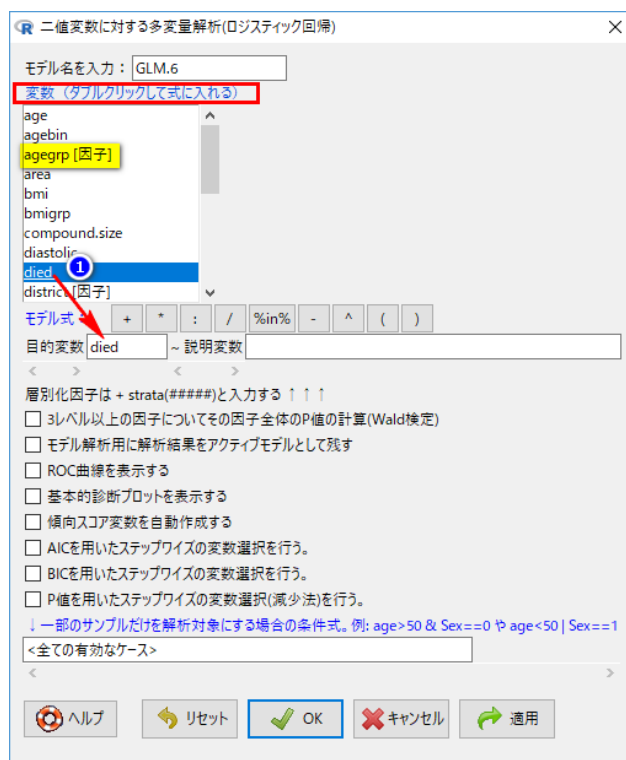 二値変数に対する多変量解析(ロジスティック回帰)
モデル名を入力： GLM.6
変数（ダブルクリックして式に入れる）
age
agebin
agegrp [因子]
area
bmi
bmigrp
compound.size
diastolic
died
district [因子]
1
モデル式
+ * : / %in% - ^ ( )
目的変数 died ~ 説明変数
層別化因子は + strata(#####)と入力する ↑ ↑ ↑
3レベル以上の因子についてその因子全体のP値の計算(Wald検定)
モデル解析用に解析結果をアクティブモデルとして残す
ROC曲線を表示する
基本的診断プロットを表示する
傾向スコア変数を自動作成する
AICを用いたステップワイズの変数選択を行う。
BICを用いたステップワイズの変数選択を行う。
P値を用いたステップワイズの変数選択(減少法)を行う。
↓一部のサンプルだけを解析対象にする場合の条件式。例: age>50 & Sex==0 や age<50 | Sex==1
<全ての有効なケース>
ヘルプ リセット OK キャンセル 適用